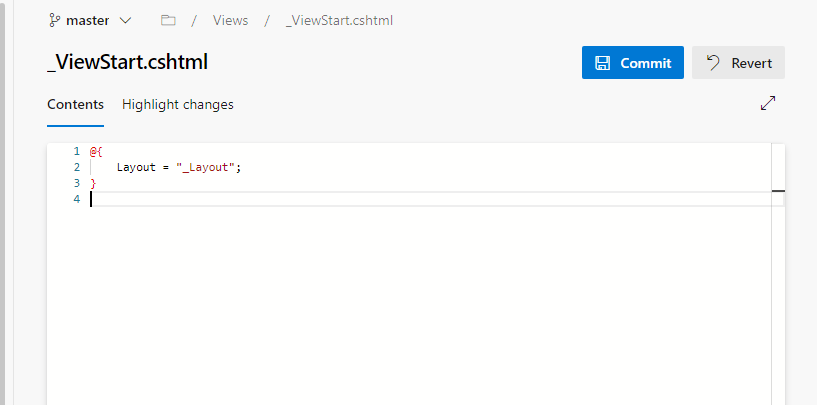 master / Views / _ViewStart.cshtml
_ViewStart.cshtml
Commit Revert
Contents Highlight changes
1 @{
2     Layout = "_Layout";
3 }
4